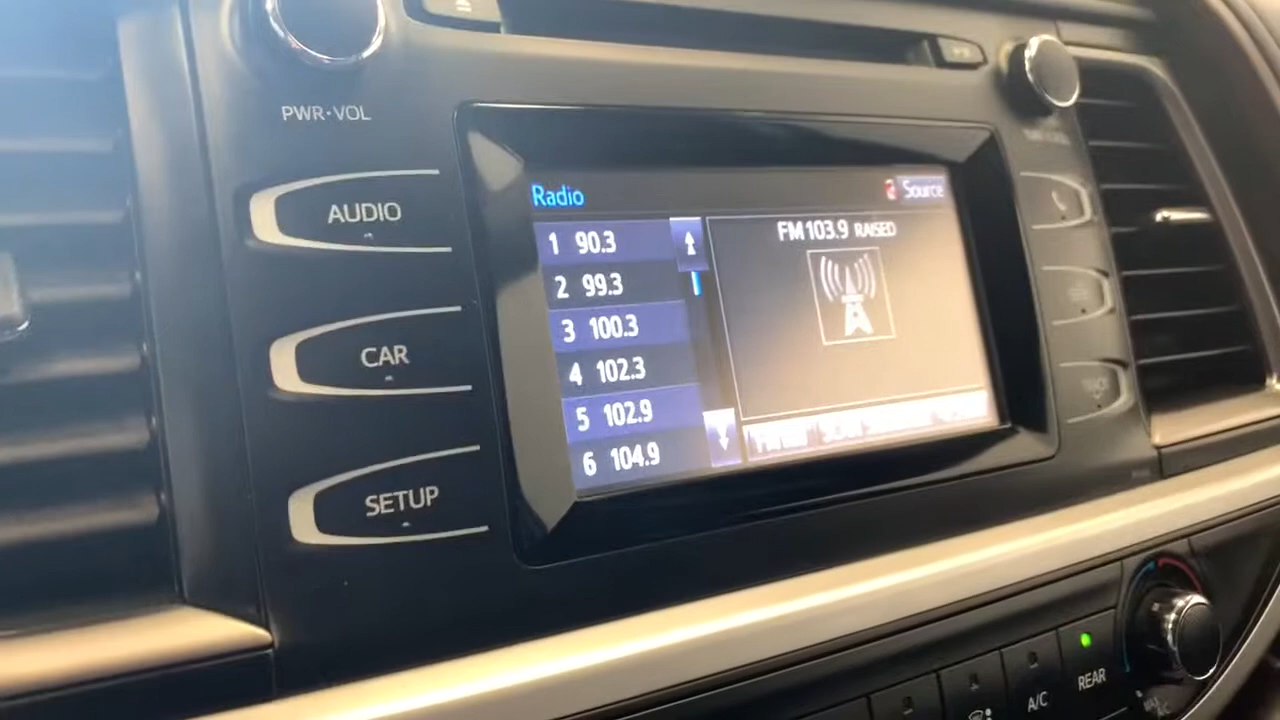 PWR•VOL
AUDIO
CAR
SETUP
Radio
Source
1 90.3
2 99.3
3 100.3
4 102.3
5 102.9
6 104.9
FM 103.9 RAISED
A/C
REAR